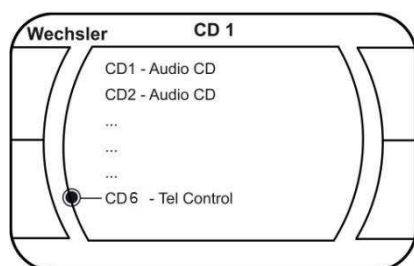 Wechsler CD 1
CD1 - Audio CD
CD2 - Audio CD
...
...
...
CD6 - Tel Control